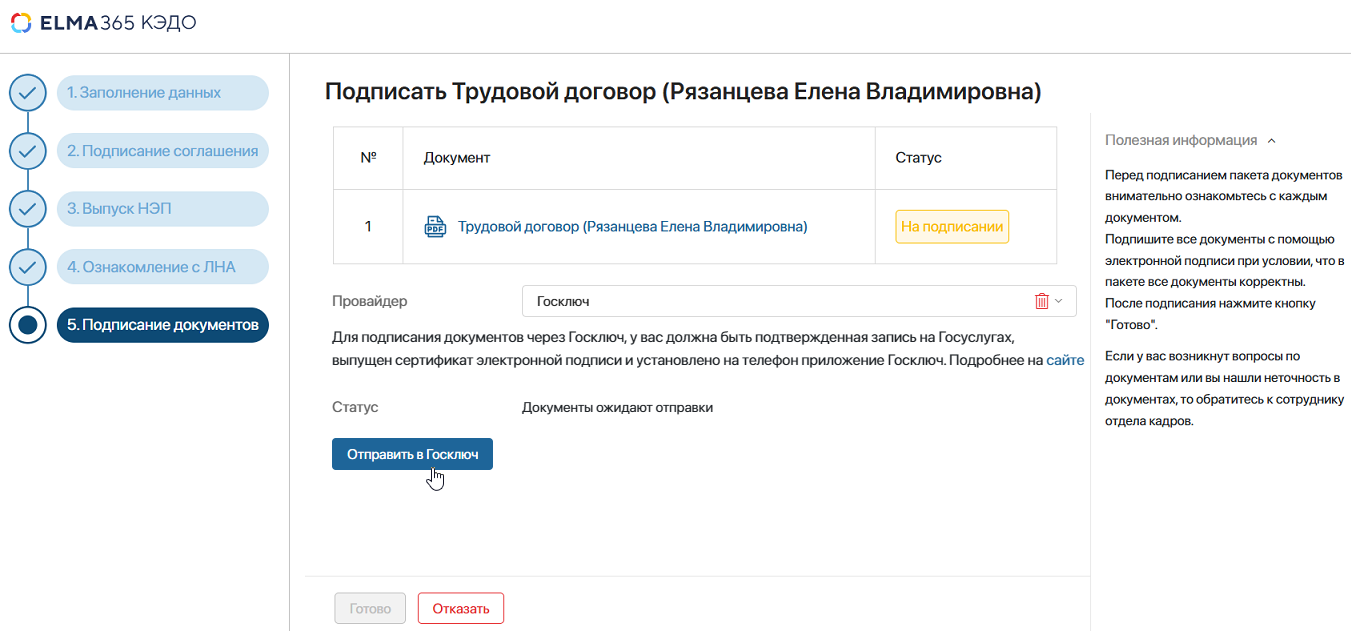 ELMA365 КЭДО
1. Заполнение данных
2. Подписание соглашения
3. Выпуск НЭП
4. Ознакомление с ЛНА
5. Подписание документов
Подписать Трудовой договор (Рязанцева Елена Владимировна)
№ Документ Статус
1 PDF Трудовой договор (Рязанцева Елена Владимировна) На подписании
Провайдер Госключ
Для подписания документов через Госключ, у вас должна быть подтвержденная запись на Госуслугах,
выпущен сертификат электронной подписи и установлено на телефон приложение Госключ. Подробнее на сайте
Статус Документы ожидают отправки
Отправить в Госключ
Готово Отказать
Полезная информация
Перед подписанием пакета документов
внимательно ознакомьтесь с каждым
документом.
Подпишите все документы с помощью
электронной подписи при условии, что в
пакете все документы корректны.
После подписания нажмите кнопку
"Готово".
Если у вас возникнут вопросы по
документам или вы нашли неточность в
документах, то обратитесь к сотруднику
отдела кадров.